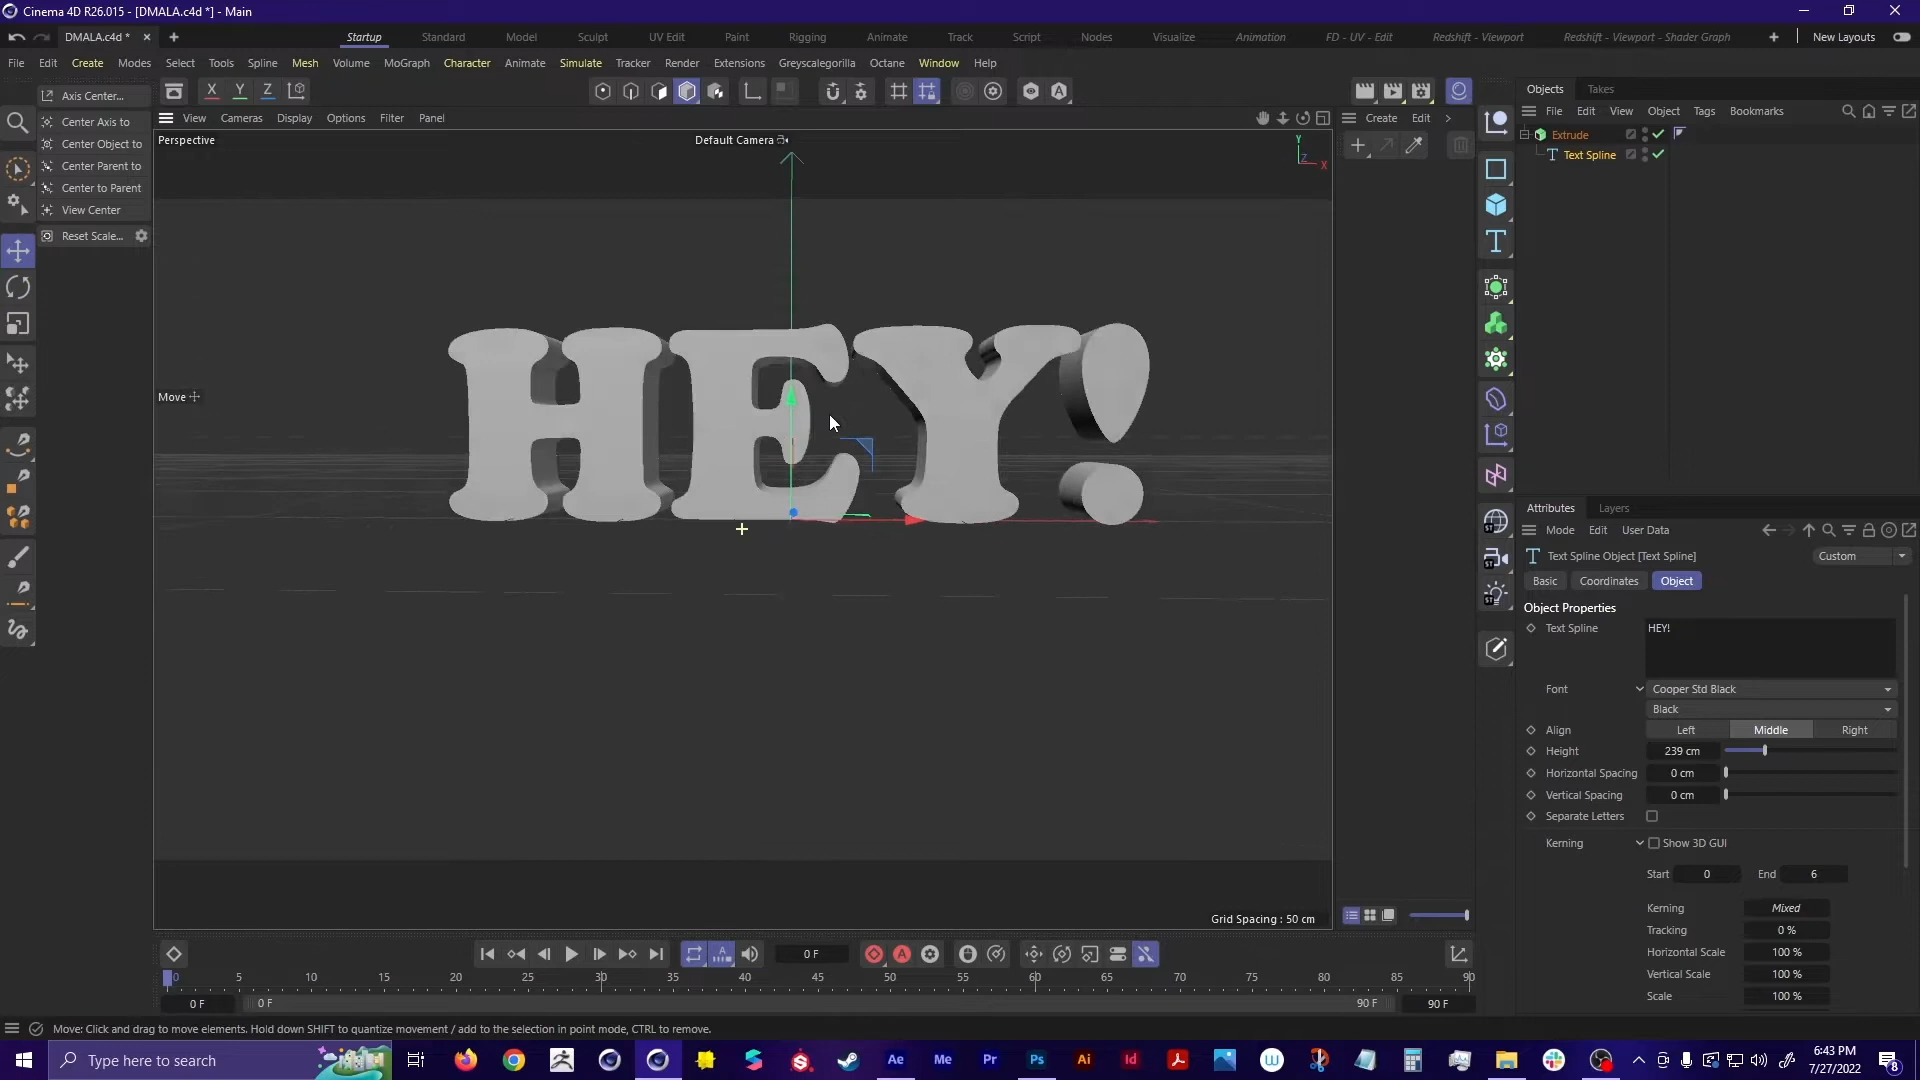 Cinema 4D R26.015 - [DMALA.c4d *] - Main
DMALA.c4d *
Startup Standard Model Sculpt UV Edit Paint Rigging Animate Track Script Nodes Visualize Animation FD - UV - Edit Redshift - Viewport Redshift - Viewport - Shader Graph New Layouts
File Edit Create Modes Select Tools Spline Mesh Volume MoGraph Character Animate Simulate Tracker Render Extensions Greyscalegorilla Octane Window Help
X Y Z
Axis Center...
Center Axis to
Center Object to
Center Parent to
Center to Parent
View Center
Reset Scale...
View Cameras Display Options Filter Panel
Perspective
Default Camera
Y
Z X
Move
HEY!
Grid Spacing : 50 cm
Create Edit
Objects Takes
File Edit View Object Tags Bookmarks
Extrude
Text Spline
Attributes Layers
Mode Edit User Data
Text Spline Object [Text Spline] Custom
Basic Coordinates Object
Object Properties
Text Spline HEY!
Font Cooper Std Black
Black
Align Left Middle Right
Height 239 cm
Horizontal Spacing 0 cm
Vertical Spacing 0 cm
Separate Letters
Kerning Show 3D GUI
Start 0 End 6
Kerning Mixed
Tracking 0 %
Horizontal Scale 100 %
Vertical Scale 100 %
Scale 100 %
0 F
0 5 10 15 20 25 30 35 40 45 50 55 60 65 70 75 80 85 90
0 F 0 F 90 F 90 F
Move: Click and drag to move elements. Hold down SHIFT to quantize movement / add to the selection in point mode, CTRL to remove.
Type here to search
Ae Me Pr Ps Ai Id
6:43 PM
7/27/2022
8